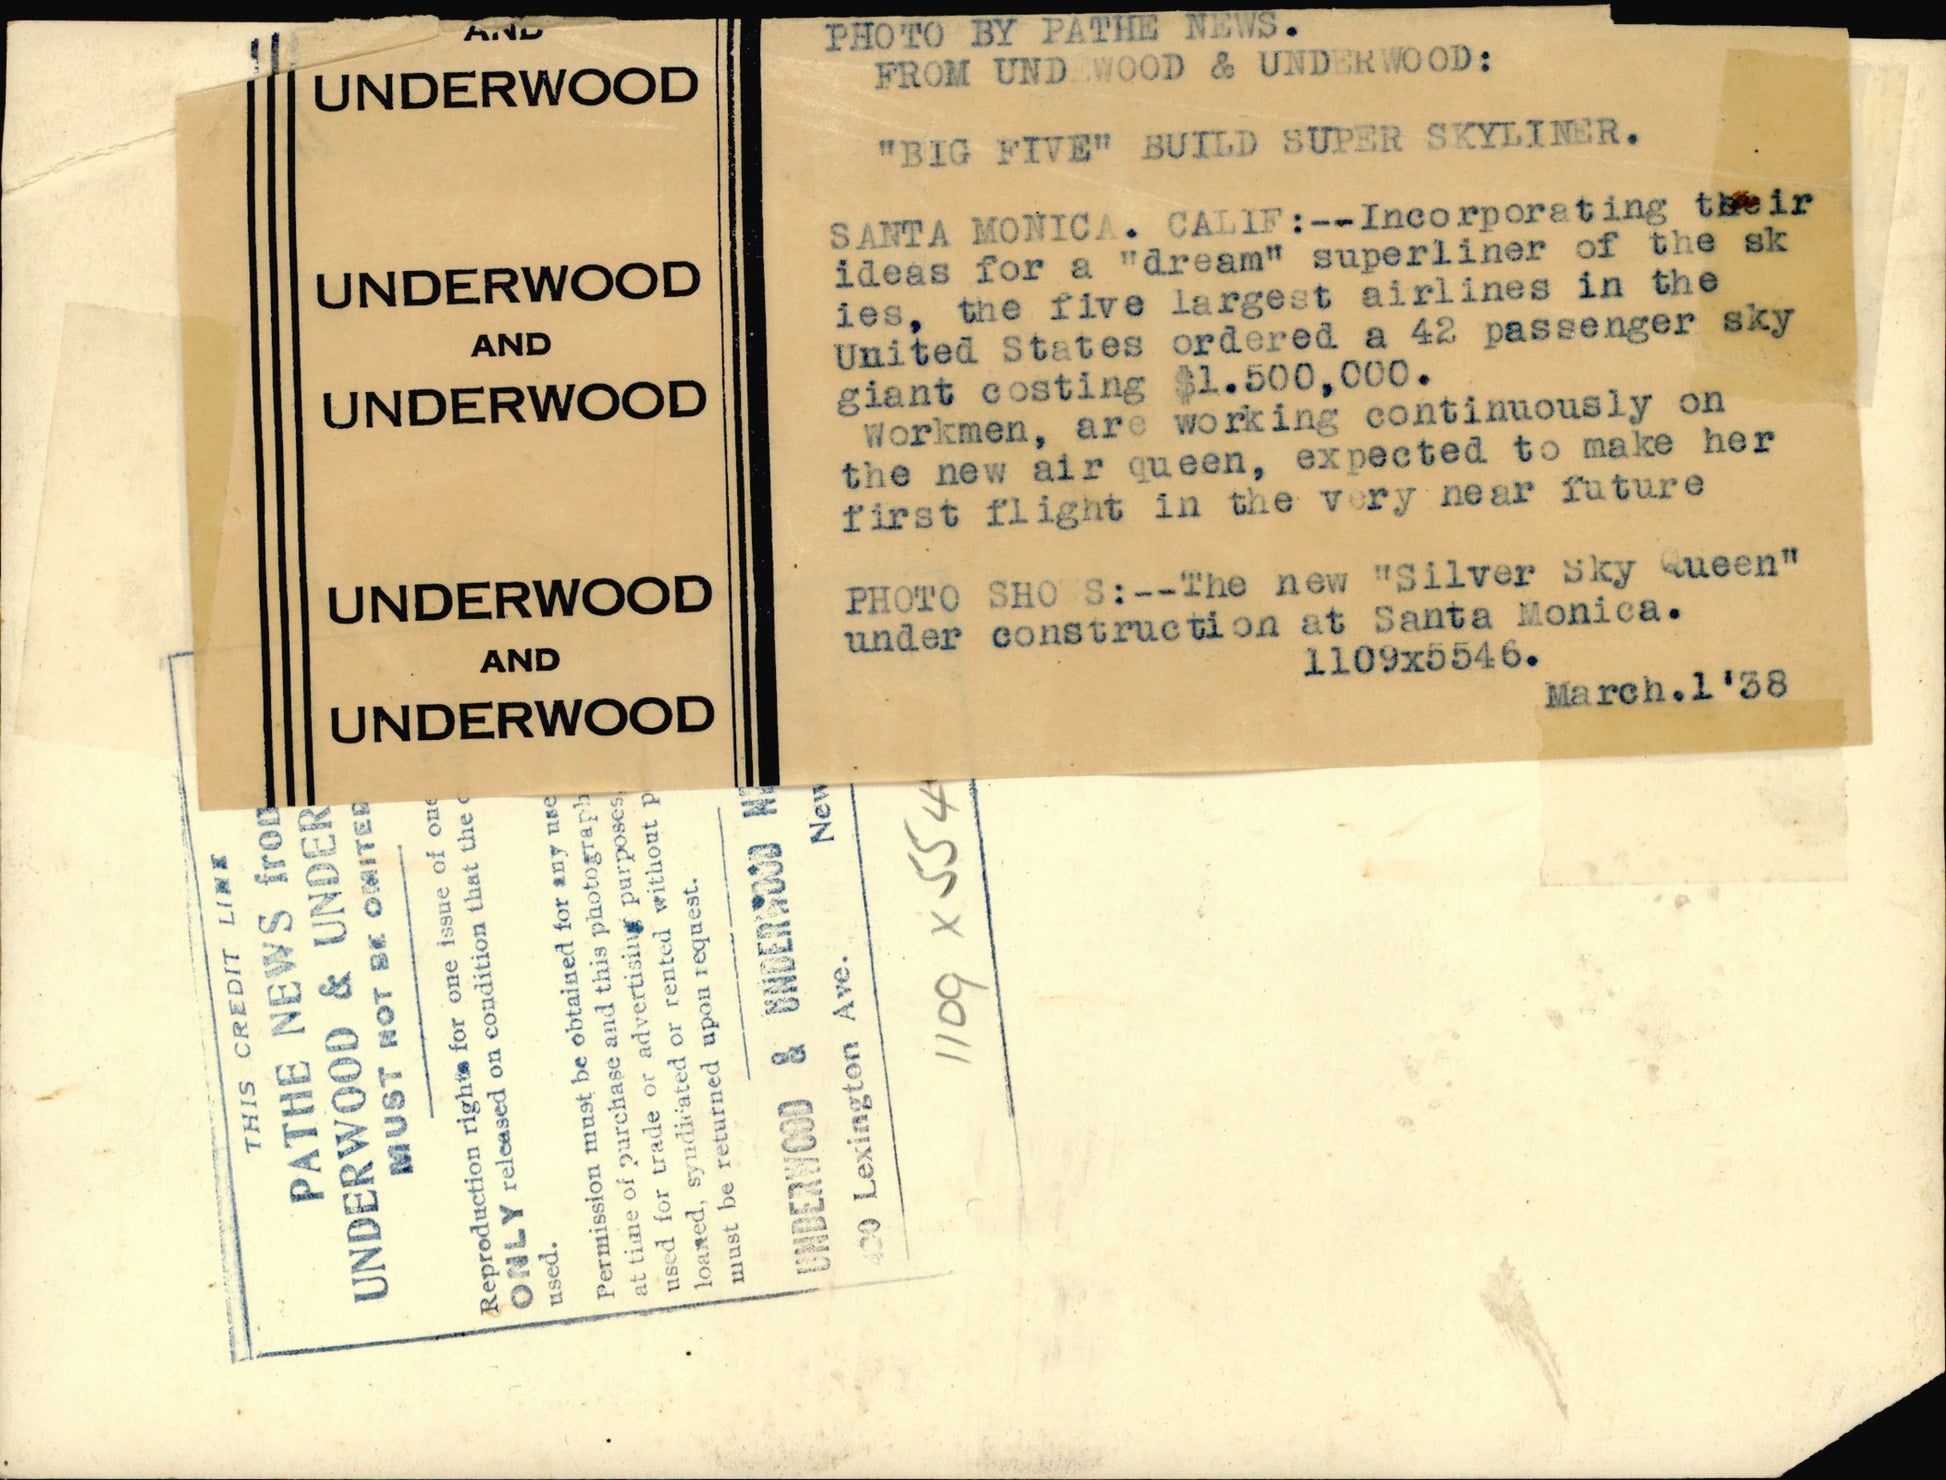 AND
UNDERWOOD
UNDERWOOD
AND
UNDERWOOD
UNDERWOOD
AND
UNDERWOOD
PHOTO BY PATHE NEWS.
FROM UND WOOD & UNDERWOOD:
"BIG FIVE" BUILD SUPER SKYLINER.
SANTA MONICA. CALIF:--Incorporating their
ideas for a "dream" superliner of the sk
ies, the five largest airlines in the
United States ordered a 42 passenger sky
giant costing $1.500,000.
Workmen, are working continuously on
the new air queen, expected to make her
first flight in the very near future
PHOTO SHO S:--The new "Silver Sky Queen"
under construction at Santa Monica.
1109x5546.
March.1'38
THIS CREDIT LINE
PATHE NEWS from
UNDERWOOD & UNDER
MUST NOT BE OMITTED
Reproduction rights for one issue of one
ONLY released on condition that the
used.
Permission must be obtained for any use
at time of purchase and this photograph
used for trade or advertising purposes,
loaned, syndicated or rented without p
must be returned upon request.
UNDERWOOD & UNDERWOOD N
420 Lexington Ave. New
1109 x 554